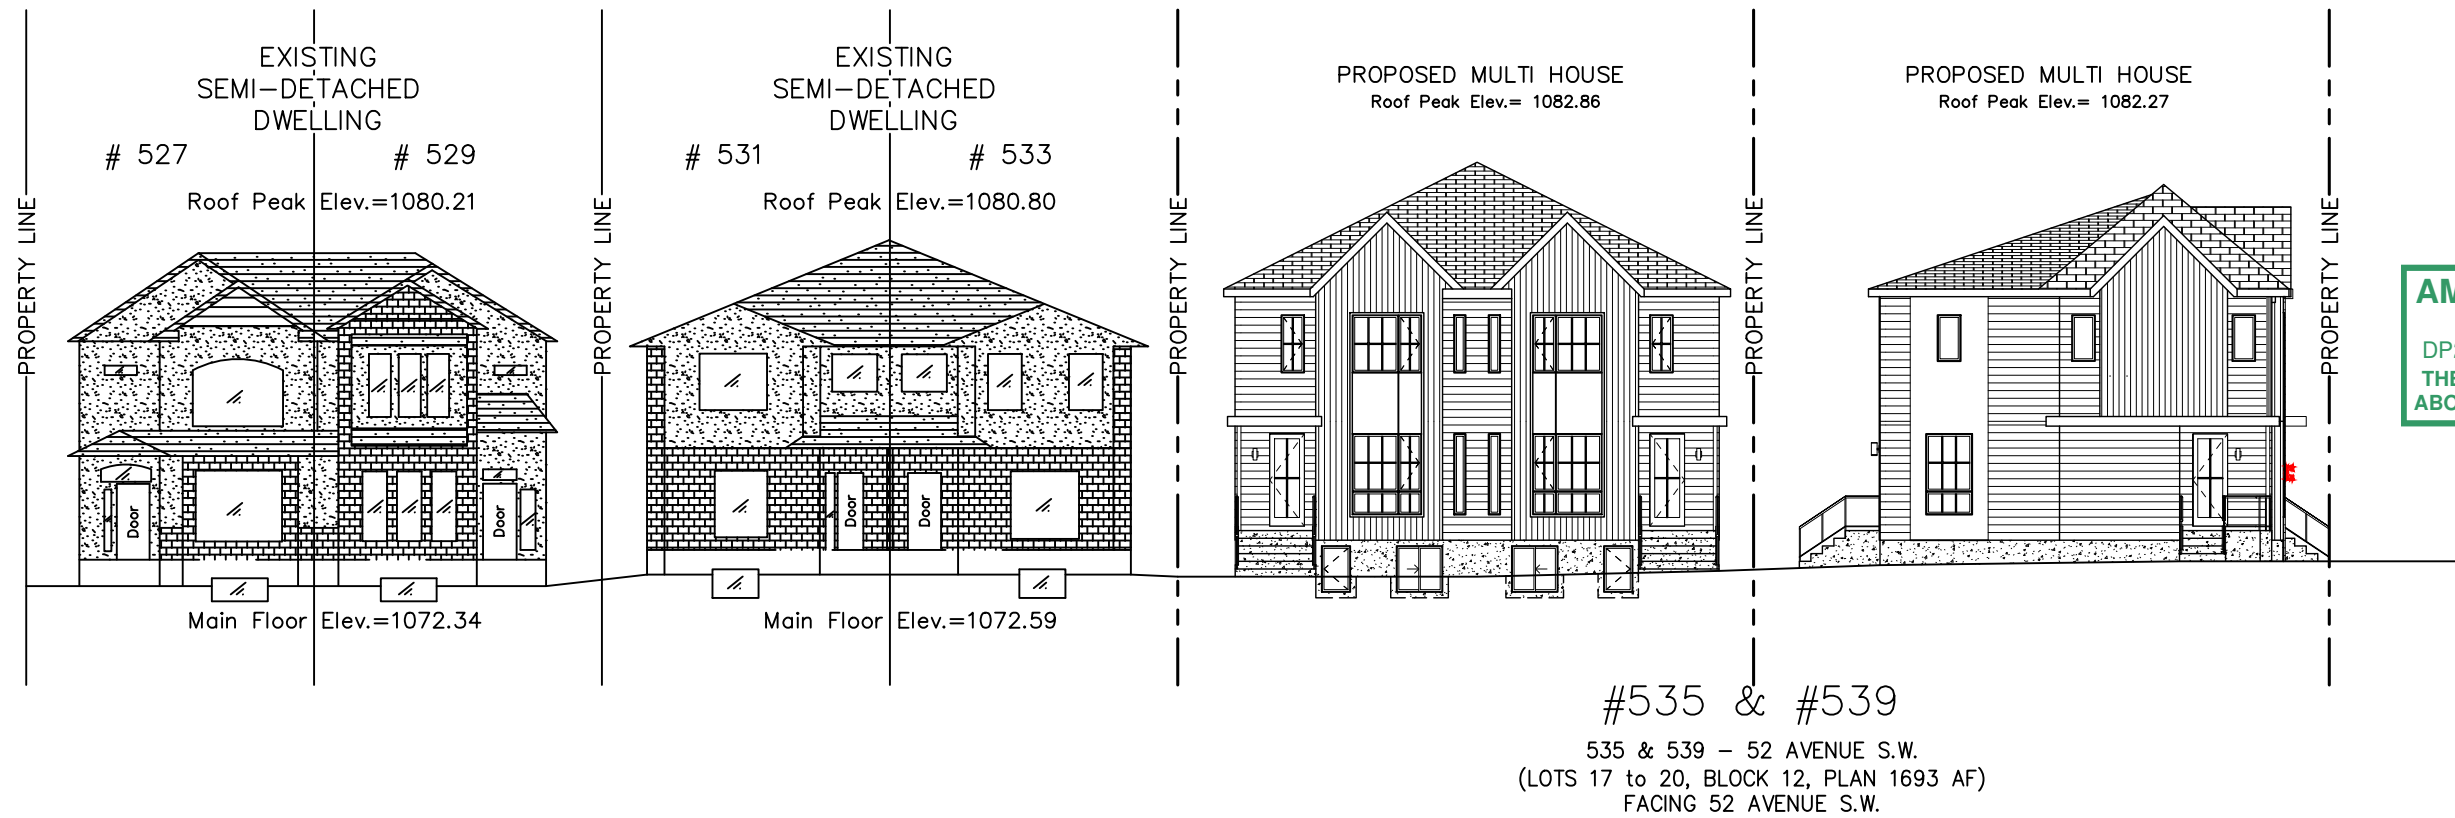 EXISTING
SEMI-DETACHED
DWELLING
# 527
# 529
Roof Peak Elev.=1080.21
Main Floor Elev.=1072.34
PROPERTY LINE
PROPERTY LINE
EXISTING
SEMI-DETACHED
DWELLING
# 531
# 533
Roof Peak Elev.=1080.80
Main Floor Elev.=1072.59
PROPERTY LINE
PROPOSED MULTI HOUSE
Roof Peak Elev.= 1082.86
PROPERTY LINE
PROPOSED MULTI HOUSE
Roof Peak Elev.= 1082.27
PROPERTY LINE
Door
Door
Door
Door
#535 & #539
535 & 539 - 52 AVENUE S.W.
(LOTS 17 to 20, BLOCK 12, PLAN 1693 AF)
FACING 52 AVENUE S.W.